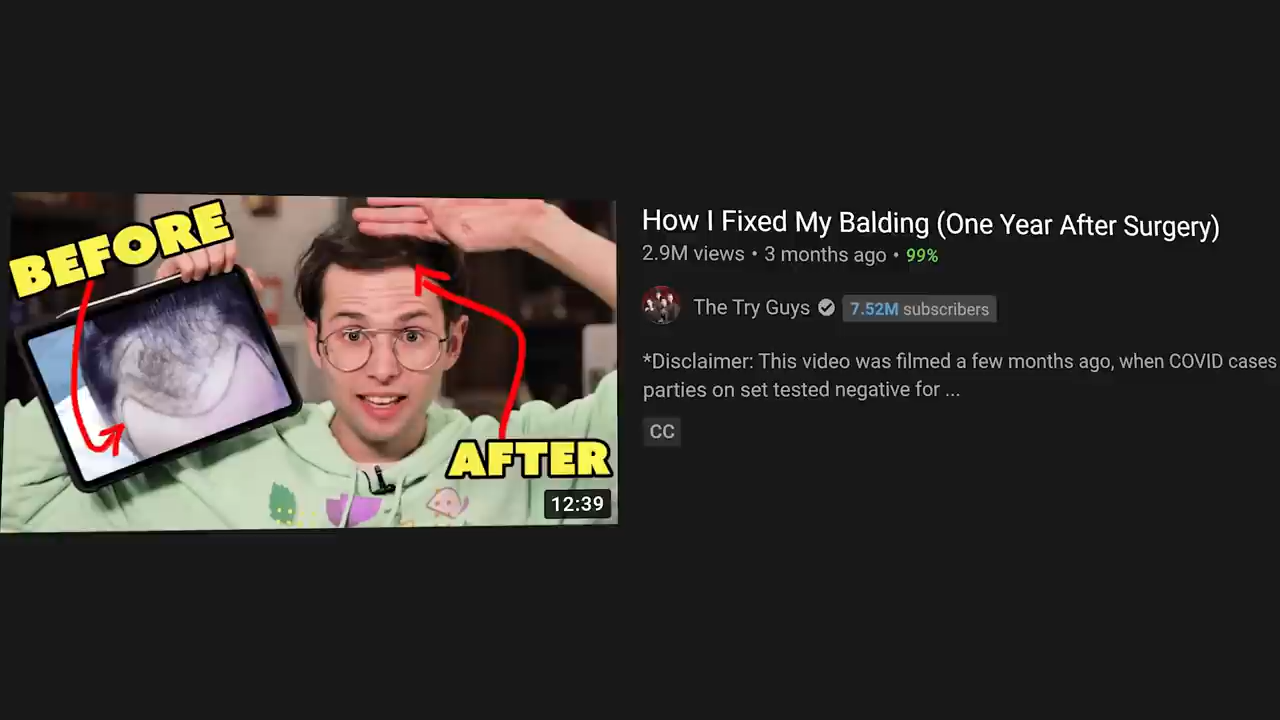 BEFORE
AFTER
12:39
How I Fixed My Balding (One Year After Surgery)
2.9M views • 3 months ago • 99%
The Try Guys 7.52M subscribers
*Disclaimer: This video was filmed a few months ago, when COVID cases
parties on set tested negative for ...
CC